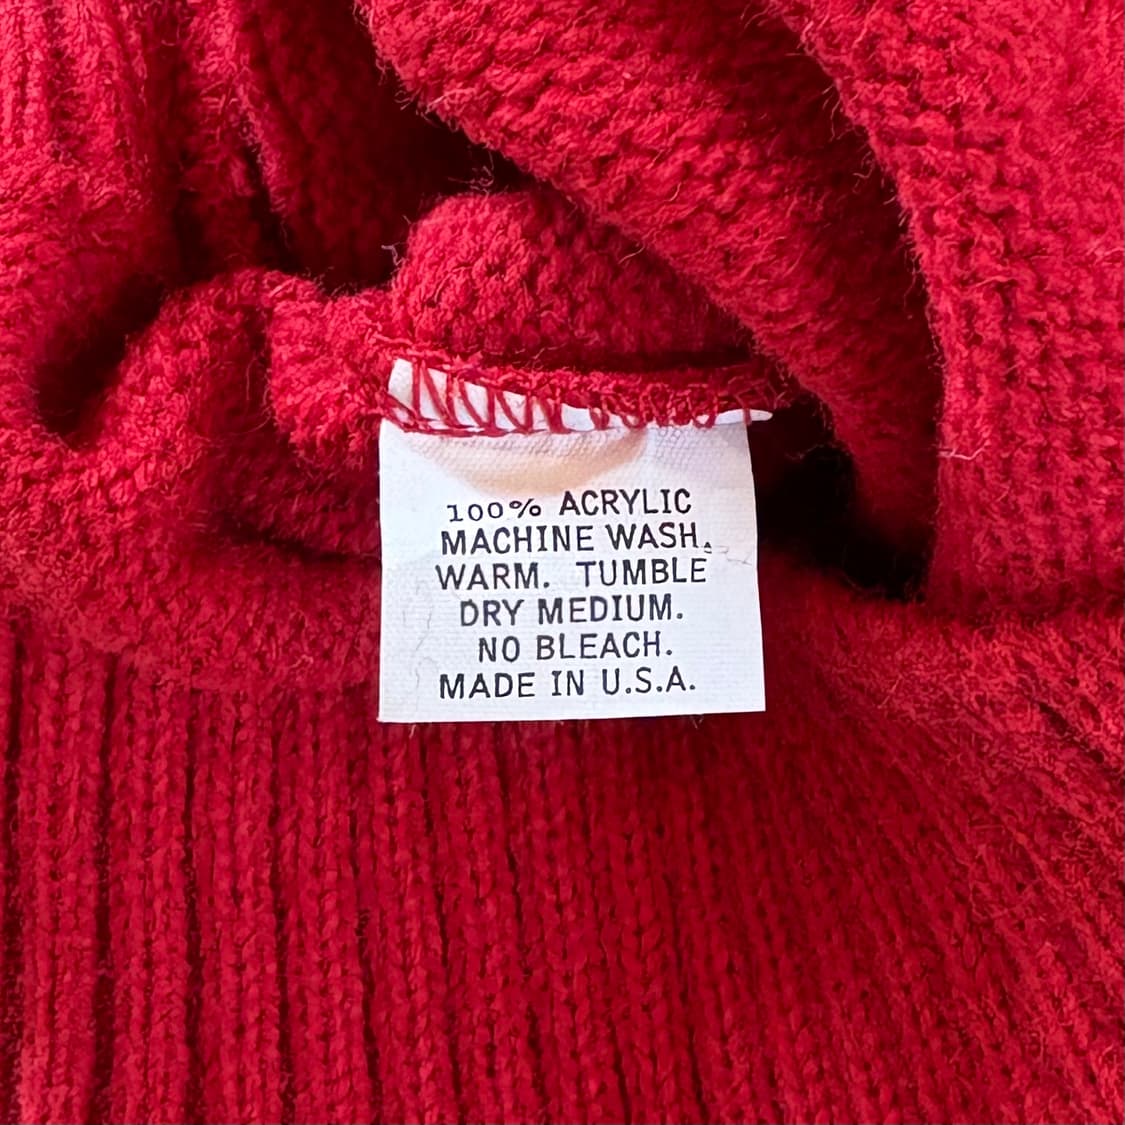 100% ACRYLIC
MACHINE WASH.
WARM. TUMBLE
DRY MEDIUM.
NO BLEACH.
MADE IN U.S.A.